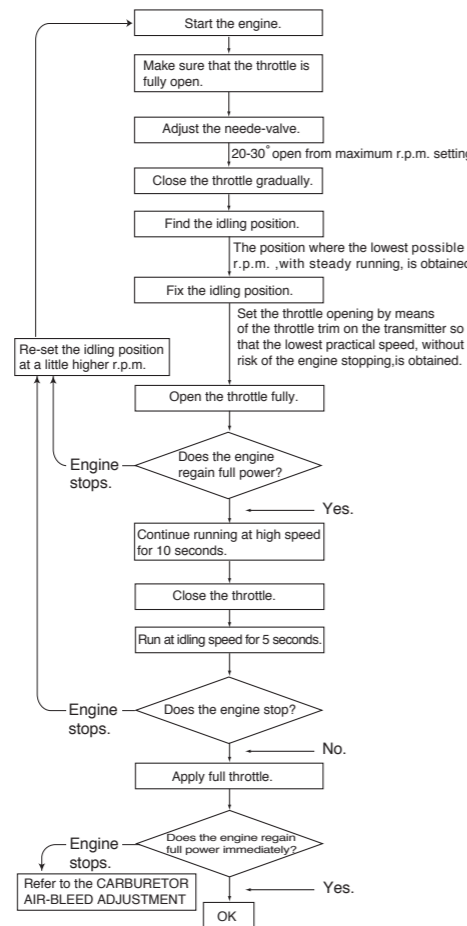 Start the engine.
Make sure that the throttle is
fully open.
Adjust the neede-valve.
20-30° open from maximum r.p.m. setting
Close the throttle gradually.
Find the idling position.
The position where the lowest possible
r.p.m. ,with steady running, is obtained
Fix the idling position.
Set the throttle opening by means
of the throttle trim on the transmitter so
that the lowest practical speed, without
risk of the engine stopping,is obtained.
Re-set the idling position
at a little higher r.p.m.
Open the throttle fully.
Does the engine
regain full power?
Engine
stops.
Yes.
Continue running at high speed
for 10 seconds.
Close the throttle.
Run at idling speed for 5 seconds.
Does the engine stop?
Engine
stops.
No.
Apply full throttle.
Does the engine regain
full power immediately?
Engine
stops.
Refer to the CARBURETOR
AIR-BLEED ADJUSTMENT
Yes.
OK